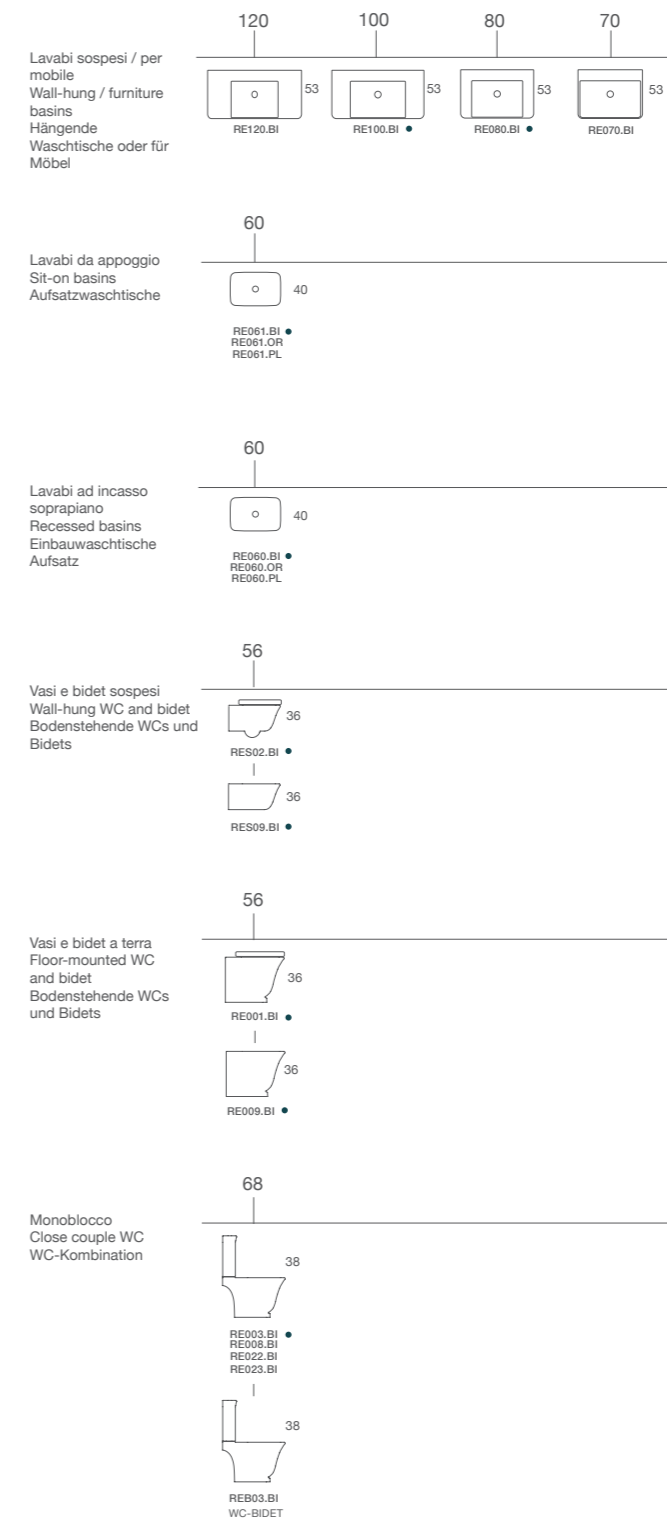 120 100 80 70
Lavabi sospesi / per
mobile
Wall-hung / furniture
basins
Hängende
Waschtische oder für
Möbel
53 53 53 53
RE120.BI RE100.BI ● RE080.BI ● RE070.BI
60
Lavabi da appoggio
Sit-on basins
Aufsatzwaschtische
40
RE061.BI ●
RE061.OR
RE061.PL
60
Lavabi ad incasso
soprapiano
Recessed basins
Einbauwaschtische
Aufsatz
40
RE060.BI ●
RE060.OR
RE060.PL
56
Vasi e bidet sospesi
Wall-hung WC and bidet
Bodenstehende WCs und
Bidets
36
RES02.BI ●
36
RES09.BI ●
56
Vasi e bidet a terra
Floor-mounted WC
and bidet
Bodenstehende WCs
und Bidets
36
RE001.BI ●
36
RE009.BI ●
68
Monoblocco
Close couple WC
WC-Kombination
38
RE003.BI ●
RE008.BI
RE022.BI
RE023.BI
38
REB03.BI
WC-BIDET